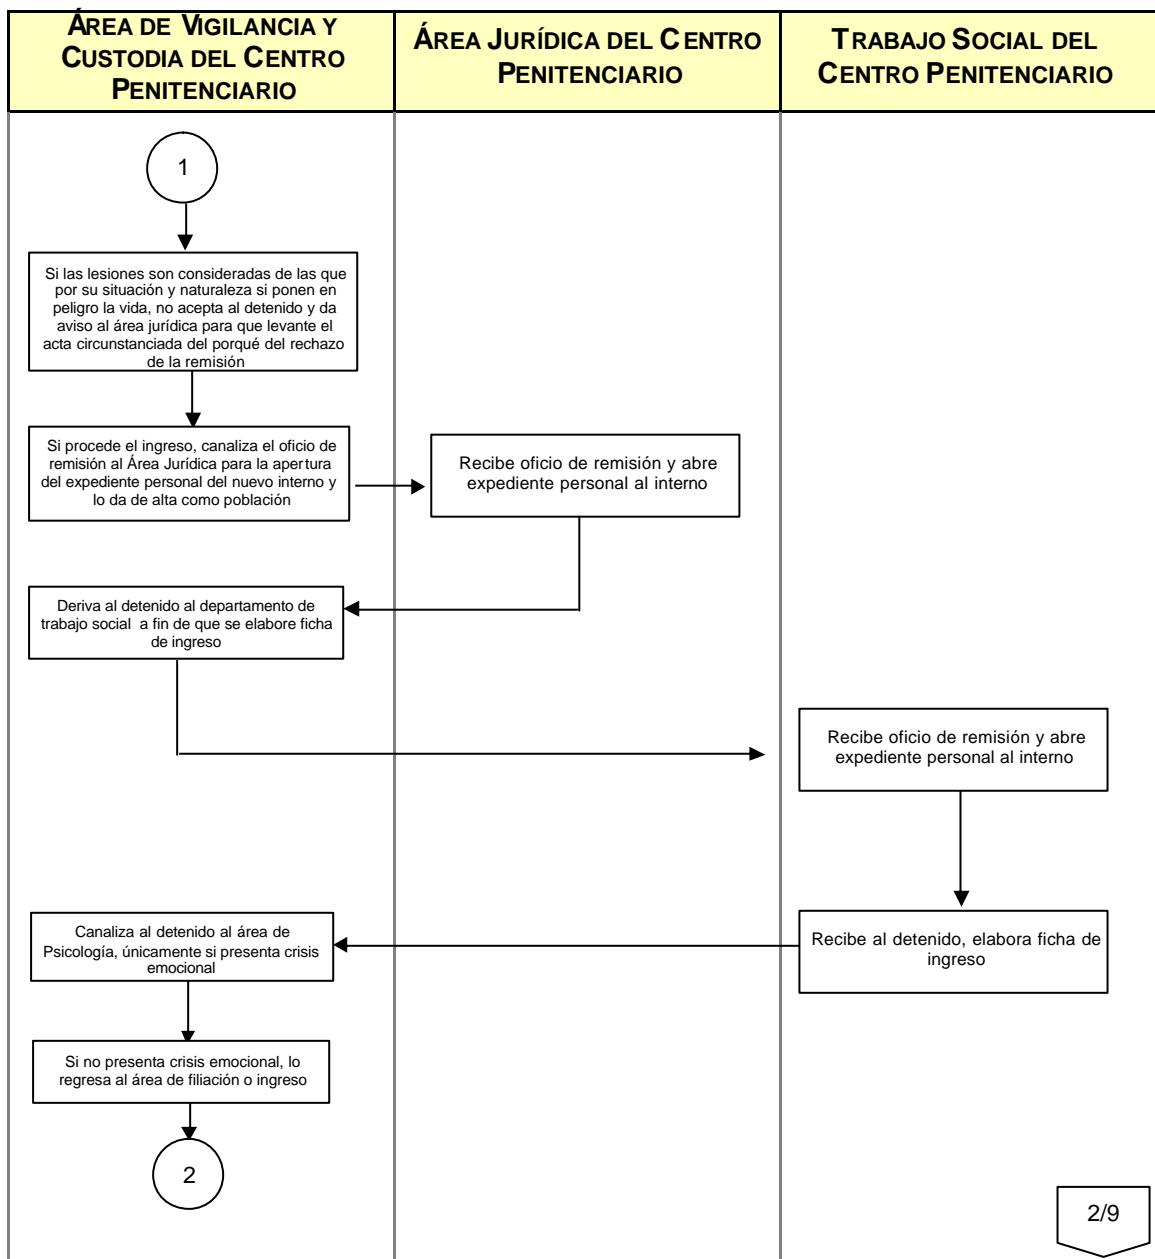 ÁREA DE VIGILANCIA Y
CUSTODIA DEL CENTRO
PENITENCIARIO
ÁREA JURÍDICA DEL CENTRO
PENITENCIARIO
TRABAJO SOCIAL DEL
CENTRO PENITENCIARIO
1
Si las lesiones son consideradas de las que
por su situación y naturaleza si ponen en
peligro la vida, no acepta al detenido y da
aviso al área jurídica para que levante el
acta circunstanciada del porqué del rechazo
de la remisión
Si procede el ingreso, canaliza el oficio de
remisión al Área Jurídica para la apertura
del expediente personal del nuevo interno y
lo da de alta como población
Recibe oficio de remisión y abre
expediente personal al interno
Deriva al detenido al departamento de
trabajo social a fin de que se elabore ficha
de ingreso
Recibe oficio de remisión y abre
expediente personal al interno
Recibe al detenido, elabora ficha de
ingreso
Canaliza al detenido al área de
Psicología, únicamente si presenta crisis
emocional
Si no presenta crisis emocional, lo
regresa al área de filiación o ingreso
2
2/9